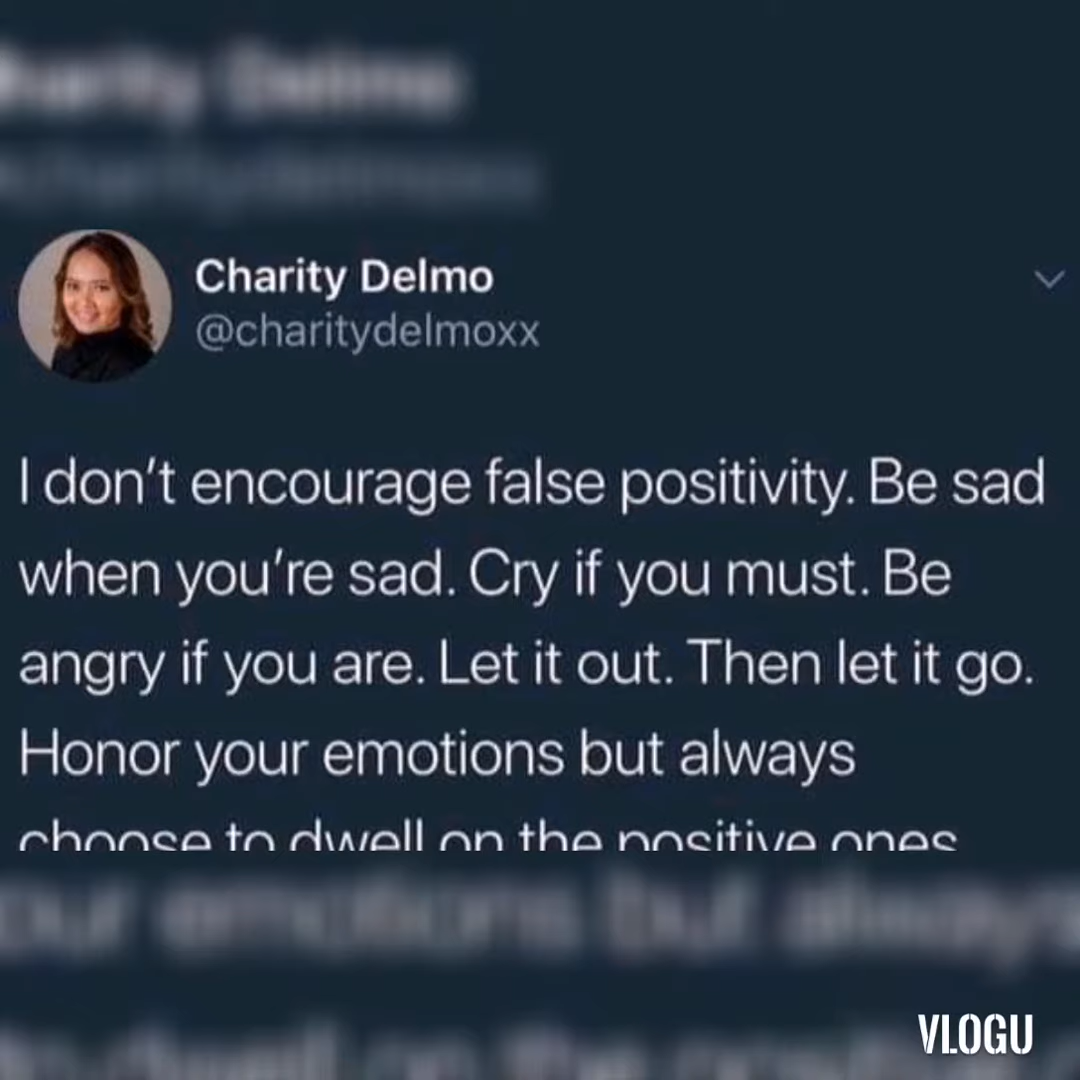 Charity Delmo
@charitydelmoxx
I don't encourage false positivity. Be sad
when you're sad. Cry if you must. Be
angry if you are. Let it out. Then let it go.
Honor your emotions but always
choose to dwell on the positive ones
VLOGU